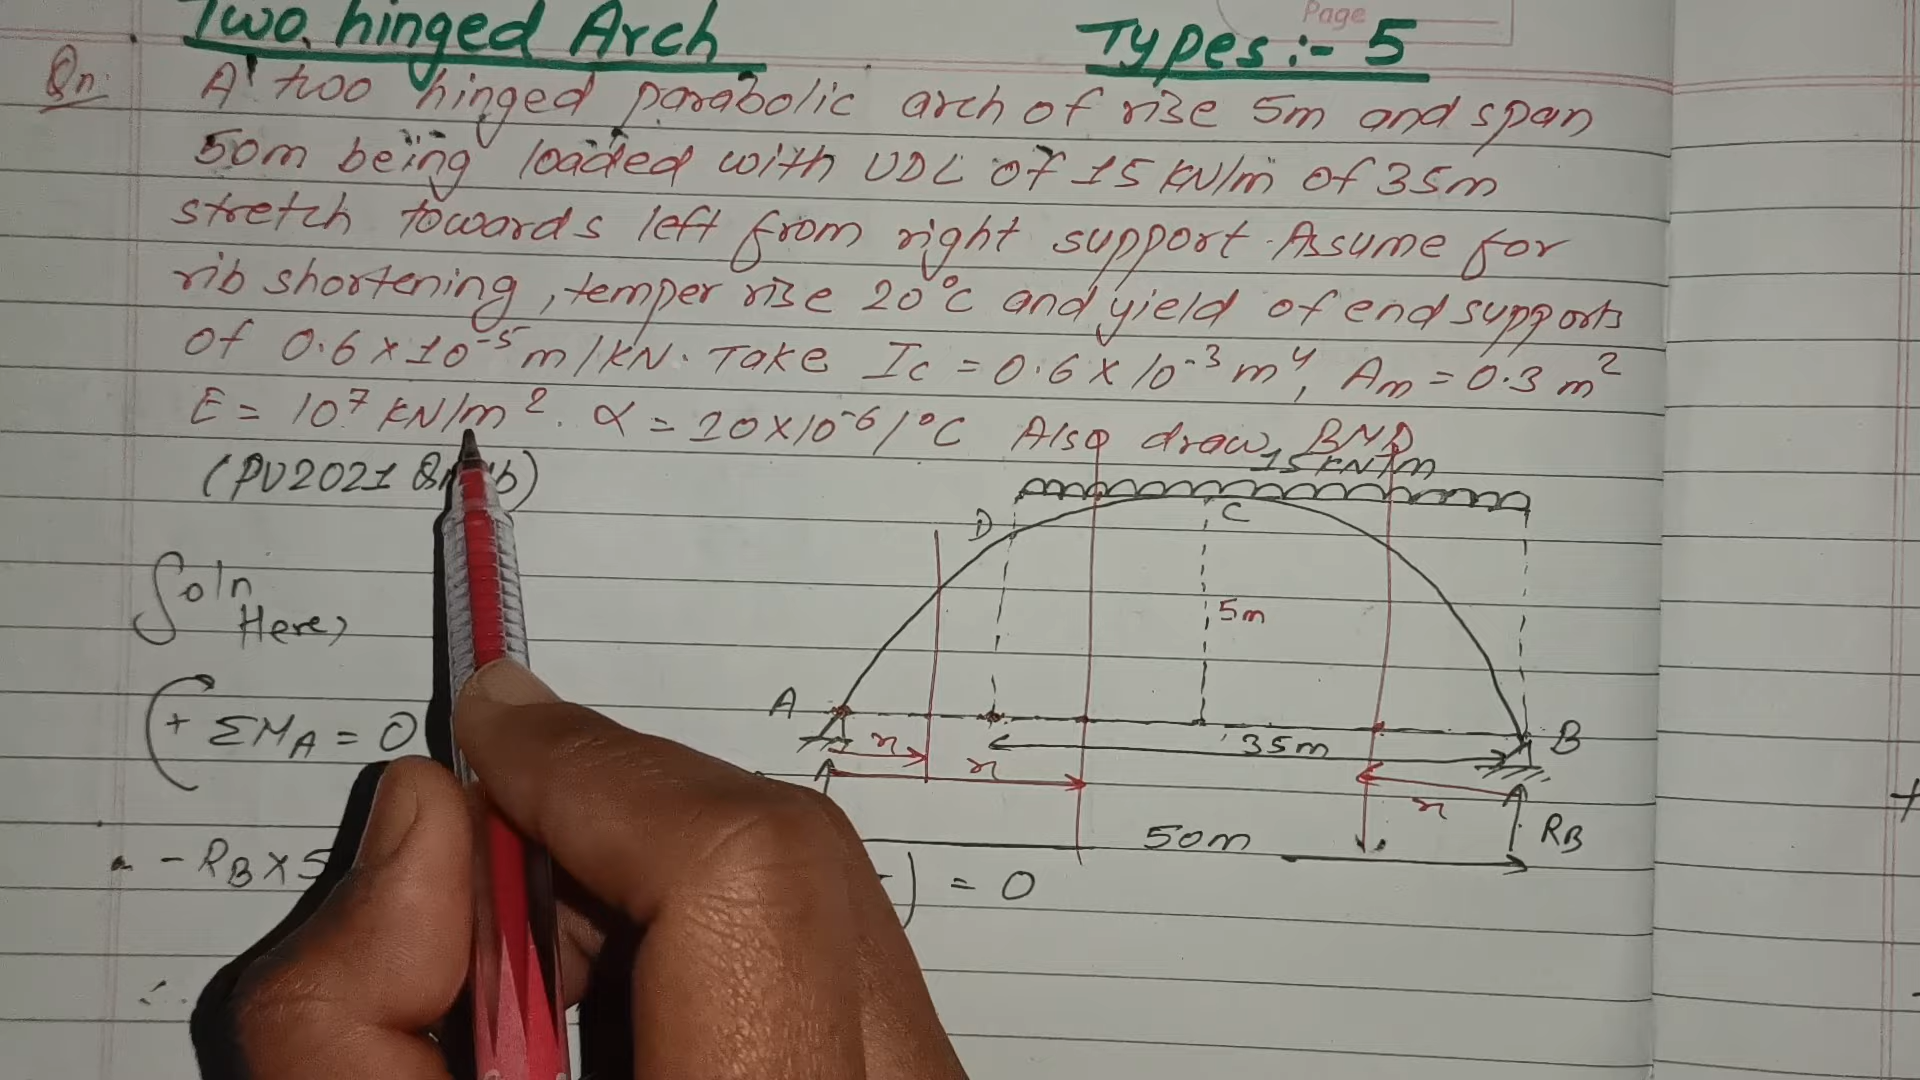 Page
Two hinged Arch
Types:- 5
Qn:
A two hinged parabolic arch of rise 5m and span
50m being loaded with UDL of 15 KN/m of 35m
stretch towards left from right support. Assume for
rib shortening, temper rise 20°C and yield of end supports
of 0.6 x 10⁻⁵ m/KN. Take Ic = 0.6 x 10⁻³ m⁴, Am = 0.3 m²
E = 10⁷ KN/m². α = 10x10⁻⁶/°C Also draw BMD
15 KN/m
(PU2021
D
C
Soln
Here,
5m
+ ΣMA = 0
A
B
x
x
35m
x
50m
RB
- RB x 5
) = 0